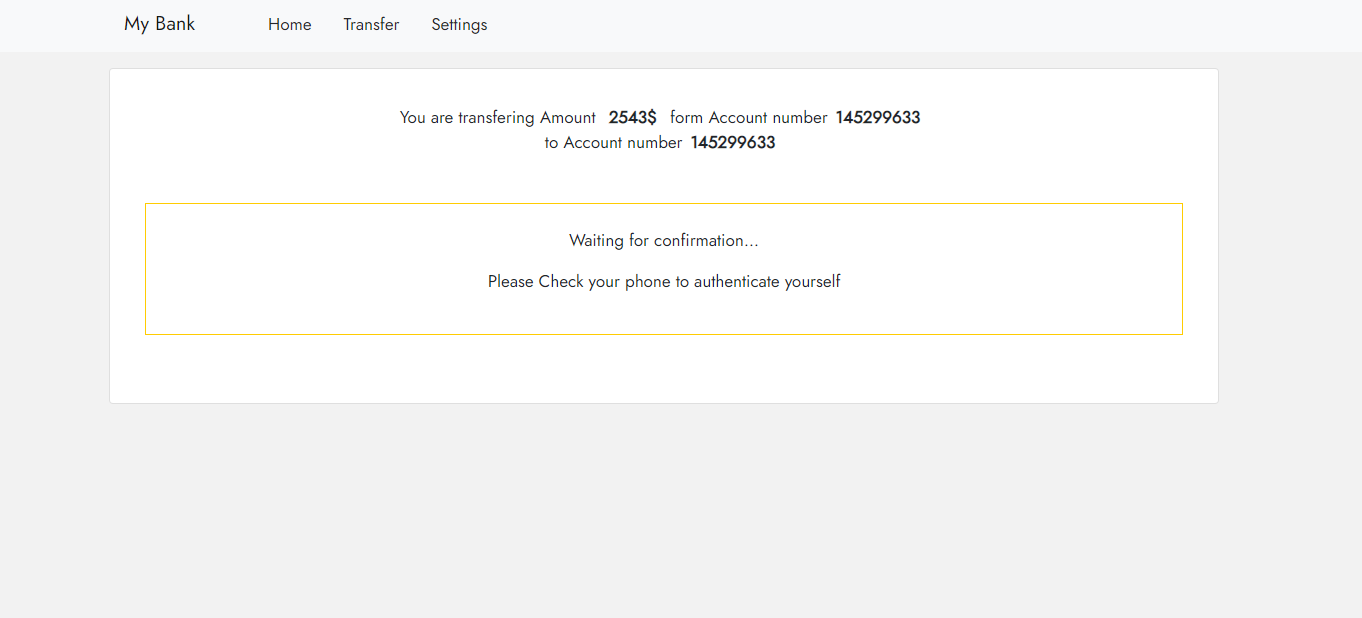 My Bank Home Transfer Settings
You are transfering Amount 2543$ form Account number 145299633
to Account number 145299633
Waiting for confirmation...
Please Check your phone to authenticate yourself